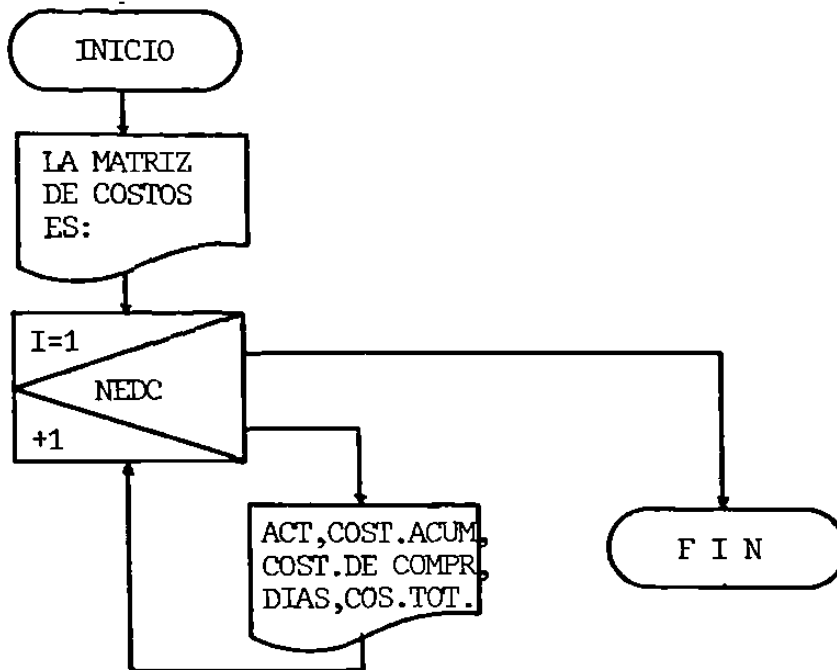 INICIO
LA MATRIZ
DE COSTOS
ES:
I=1
NEDC
+1
ACT,COST.ACUM,
COST.DE COMPR,
DIAS,COS.TOT.
F I N